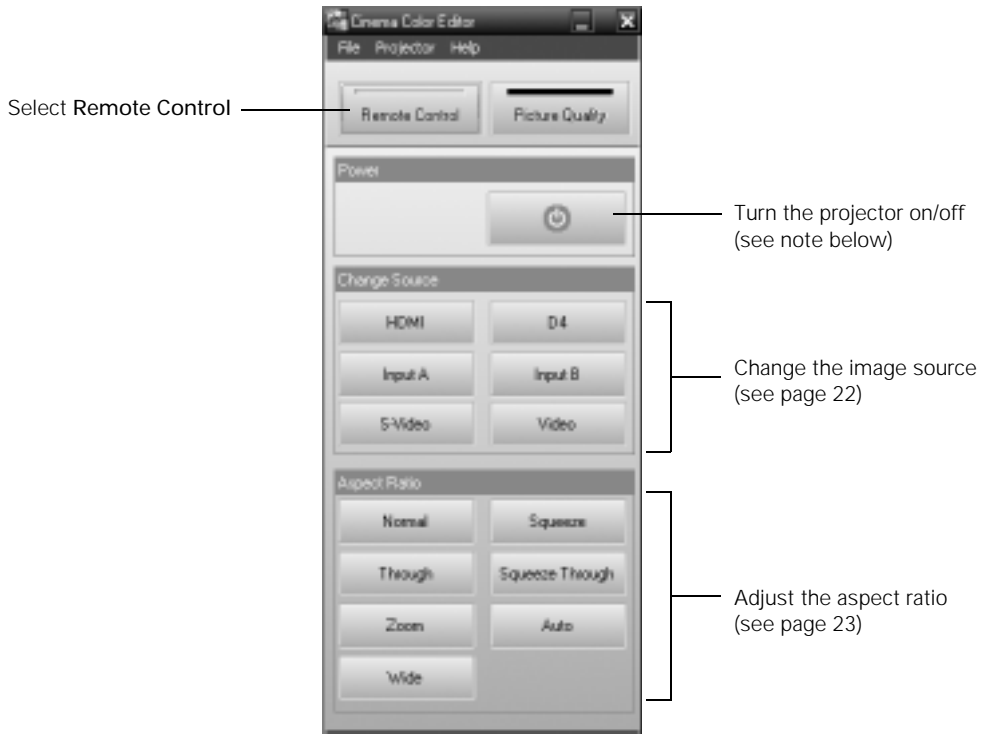 Cinema Color Editor
File Projector Help
Select Remote Control
Remote Control Picture Quality
Power
Turn the projector on/off
(see note below)
Change Source
HDMI D4
Input A Input B
S-Video Video
Change the image source
(see page 22)
Aspect Ratio
Normal Squeeze
Through Squeeze Through
Zoom Auto
Wide
Adjust the aspect ratio
(see page 23)